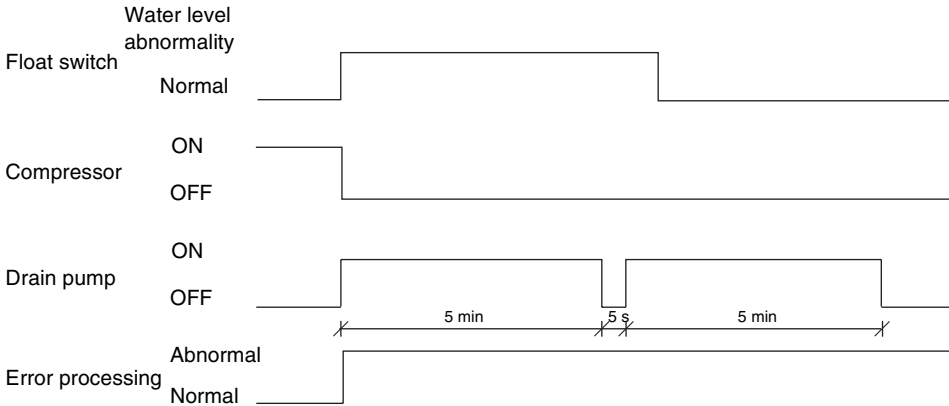 Water level
abnormality
Float switch
Normal
ON
Compressor
OFF
ON
Drain pump
OFF
5 min
5 s
5 min
Abnormal
Error processing
Normal